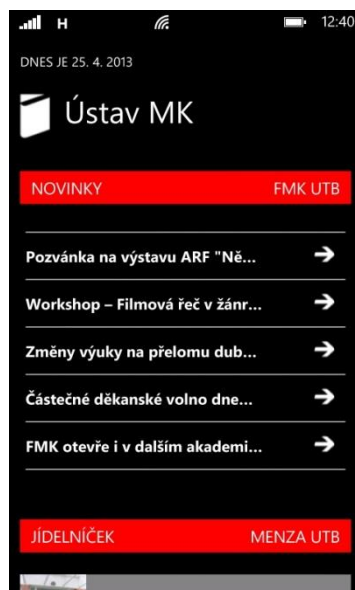 H 12:40
DNES JE 25. 4. 2013
Ústav MK
NOVINKY FMK UTB
Pozvánka na výstavu ARF "Ně...
Workshop – Filmová řeč v žánr...
Změny výuky na přelomu dub...
Částečné děkanské volno dne...
FMK otevře i v dalším akademi...
JÍDELNÍČEK MENZA UTB